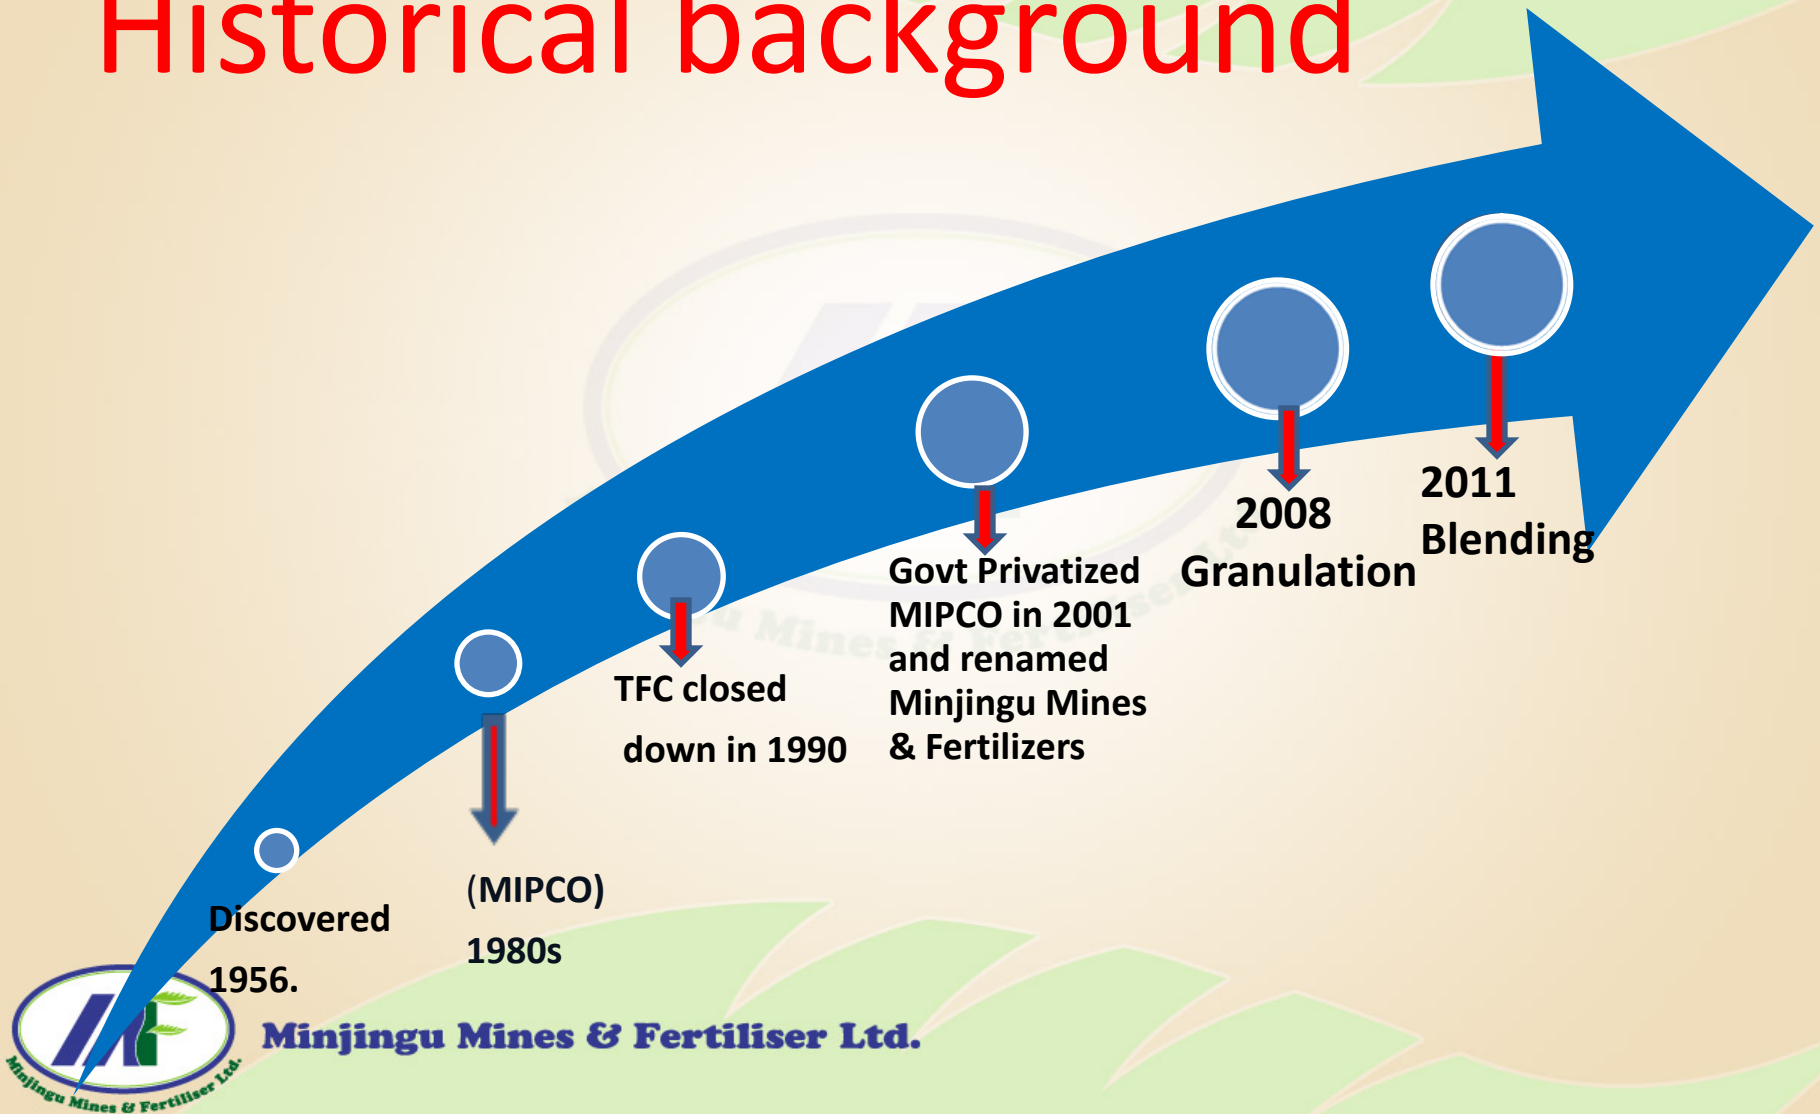 Historical background
Discovered
1956.
(MIPCO)
1980s
TFC closed
down in 1990
Govt Privatized
MIPCO in 2001
and renamed
Minjingu Mines
& Fertilizers
2008
Granulation
2011
Blending
Minjingu Mines & Fertiliser Ltd.
Minjingu Mines & Fertiliser Ltd.